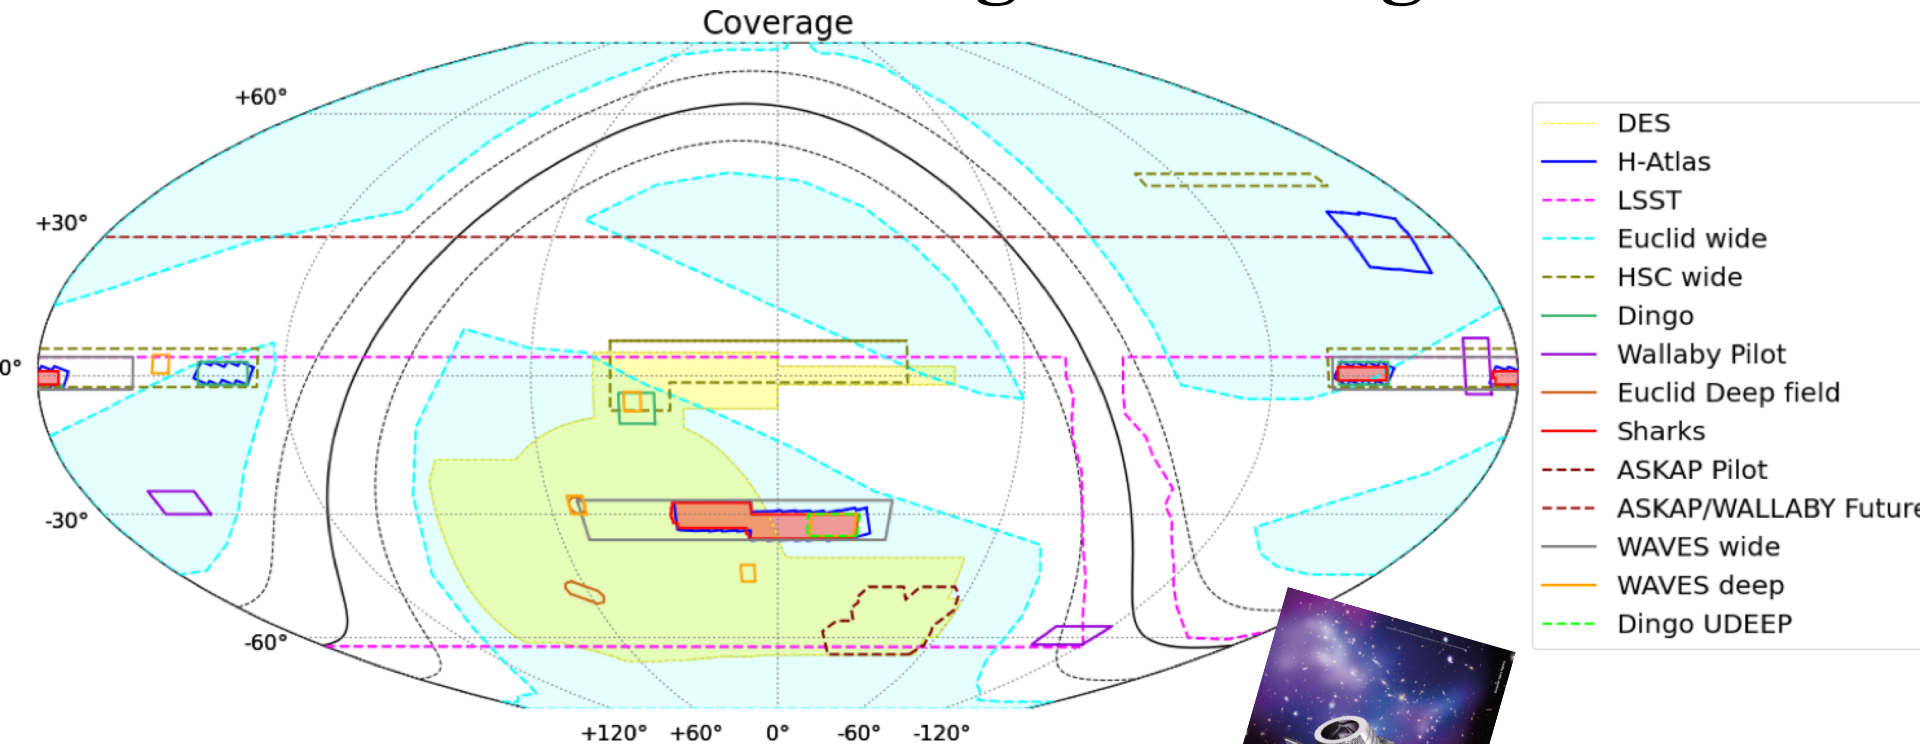 Coverage
+60°
+30°
0°
-30°
-60°
+120° +60° 0° -60° -120°
DES
H-Atlas
LSST
Euclid wide
HSC wide
Dingo
Wallaby Pilot
Euclid Deep field
Sharks
ASKAP Pilot
ASKAP/WALLABY Future
WAVES wide
WAVES deep
Dingo UDEEP